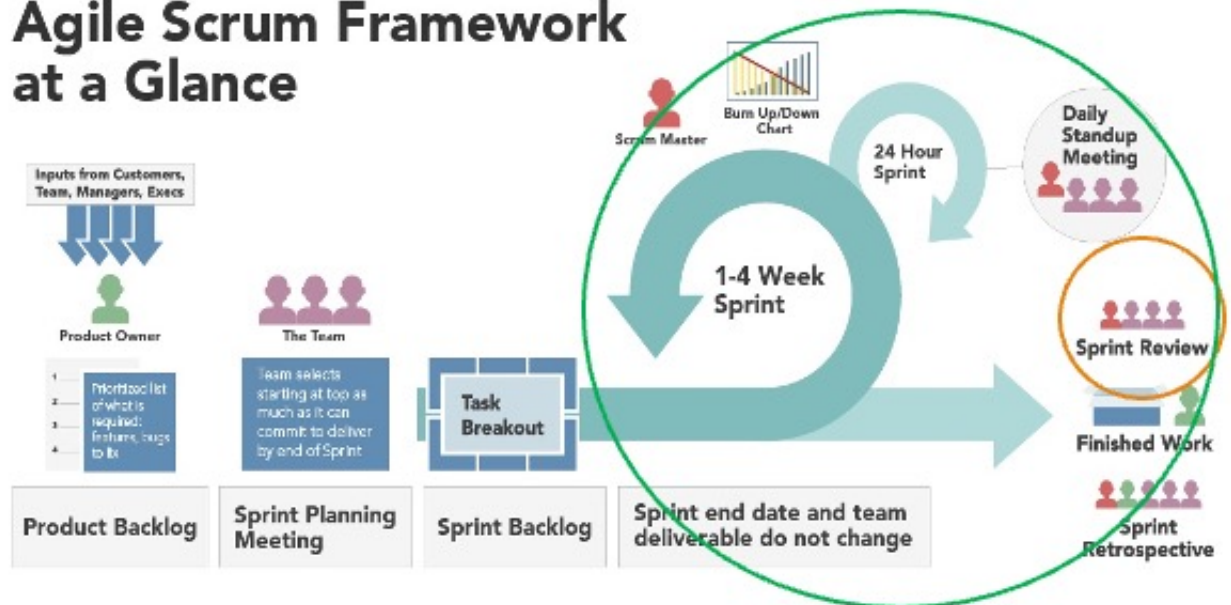 Agile Scrum Framework
at a Glance
Inputs from Customers,
Team, Managers, Execs
Product Owner
The Team
1
2
3
4
Prioritized list
of what is
required:
features, bugs
to fix
Team selects
starting at top as
much as it can
commit to deliver
by end of Sprint
Task
Breakout
Product Backlog
Sprint Planning
Meeting
Sprint Backlog
Sprint end date and team
deliverable do not change
Scrum Master
Burn Up/Down
Chart
24 Hour
Sprint
Daily
Standup
Meeting
1-4 Week
Sprint
Sprint Review
Finished Work
Sprint
Retrospective